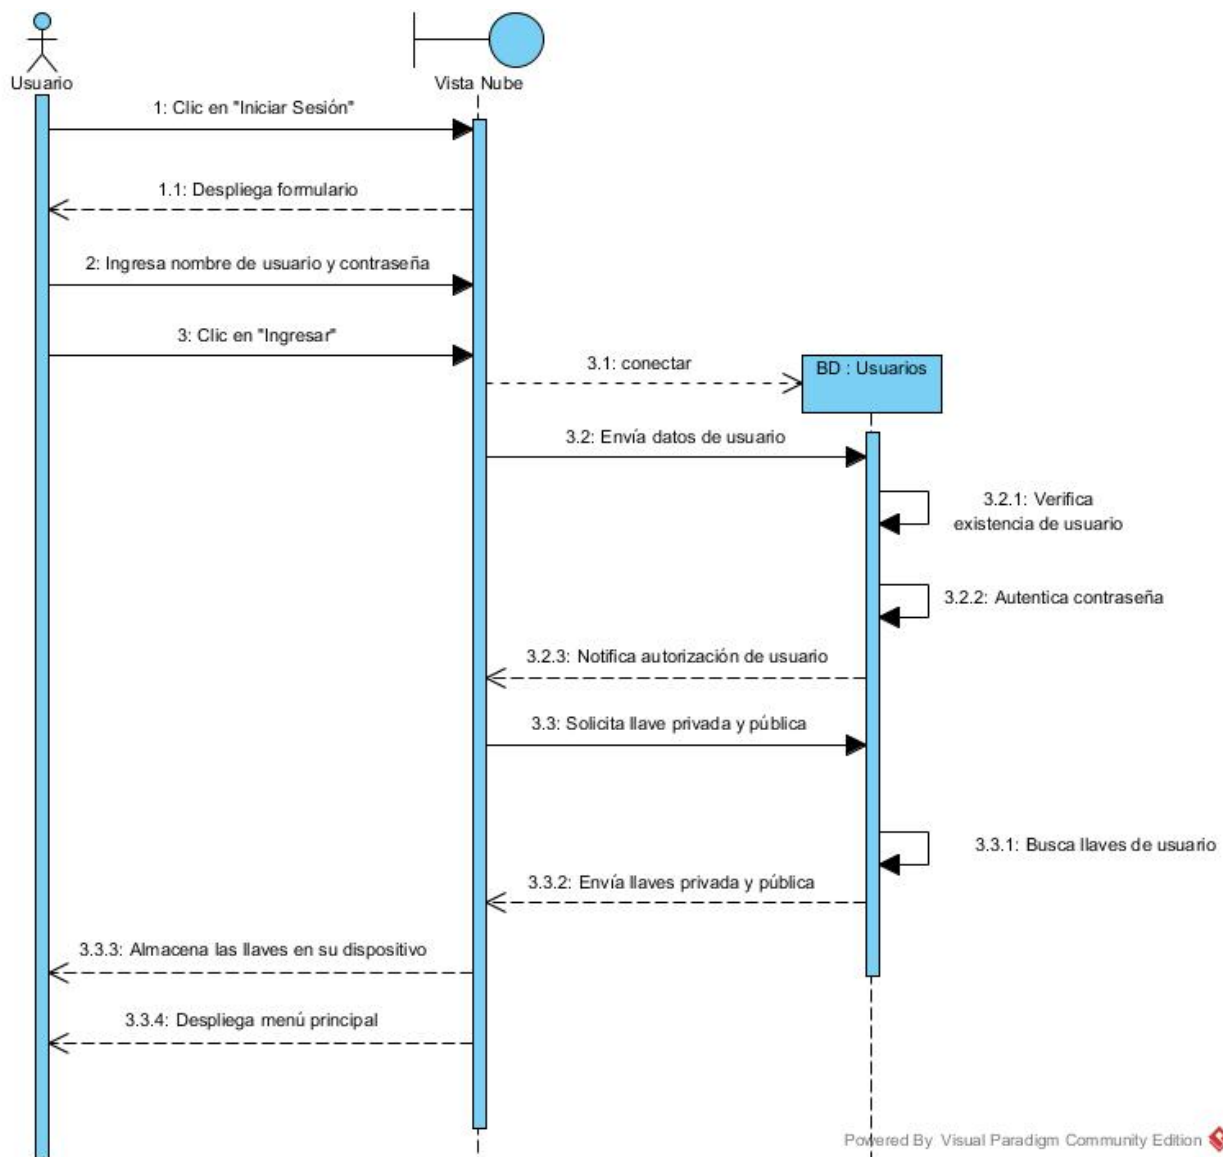 Usuario
Vista Nube
1: Clic en "Iniciar Sesión"
1.1: Despliega formulario
2: Ingresa nombre de usuario y contraseña
3: Clic en "Ingresar"
3.1: conectar
BD : Usuarios
3.2: Envía datos de usuario
3.2.1: Verifica
existencia de usuario
3.2.2: Autentica contraseña
3.2.3: Notifica autorización de usuario
3.3: Solicita llave privada y pública
3.3.1: Busca llaves de usuario
3.3.2: Envía llaves privada y pública
3.3.3: Almacena las llaves en su dispositivo
3.3.4: Despliega menú principal
Powered By Visual Paradigm Community Edition